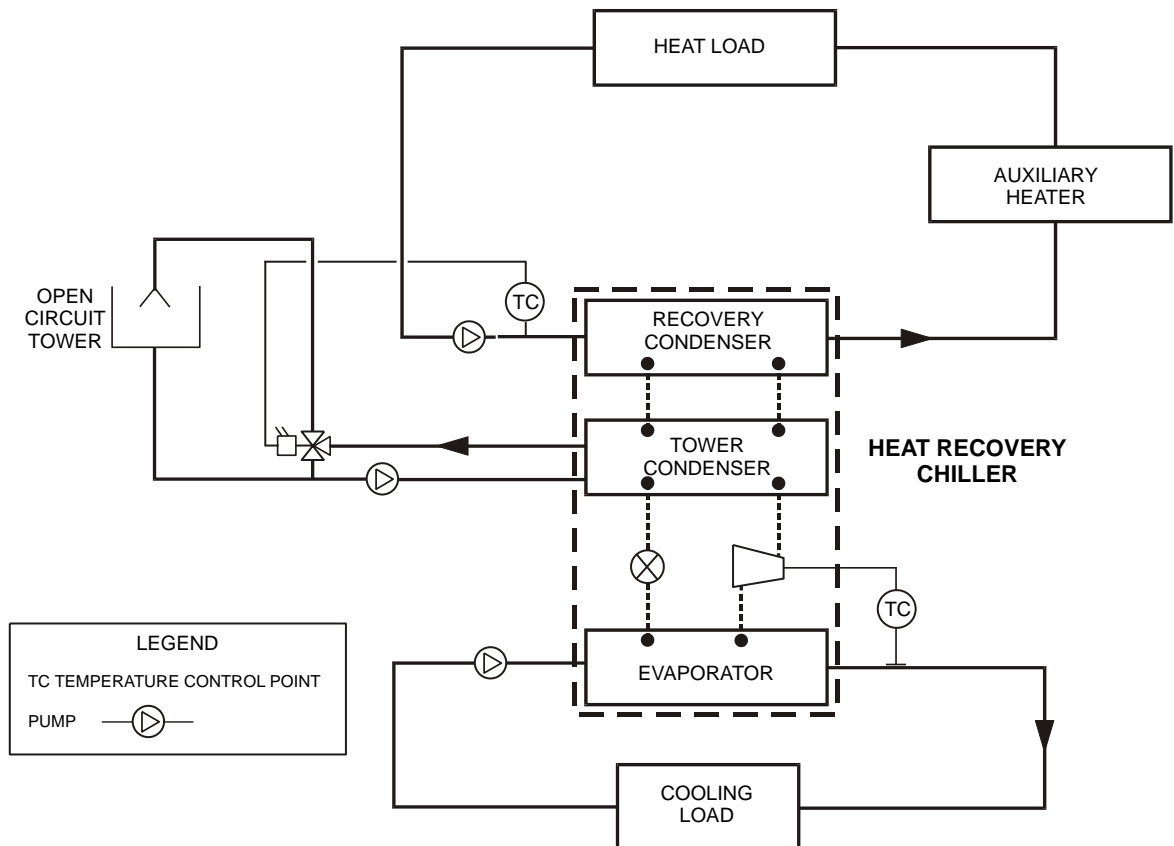 HEAT LOAD
AUXILIARY
HEATER
OPEN
CIRCUIT
TOWER
TC
RECOVERY
CONDENSER
TOWER
CONDENSER
HEAT RECOVERY
CHILLER
TC
LEGEND
TC TEMPERATURE CONTROL POINT
PUMP
EVAPORATOR
COOLING
LOAD